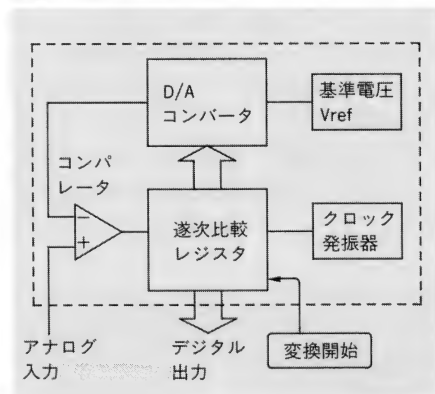 D/A
コンバータ
基準電圧
Vref
コンパ
レータ
−
+
逐次比較
レジスタ
クロック
発振器
アナログ
入力
デジタル
出力
変換開始